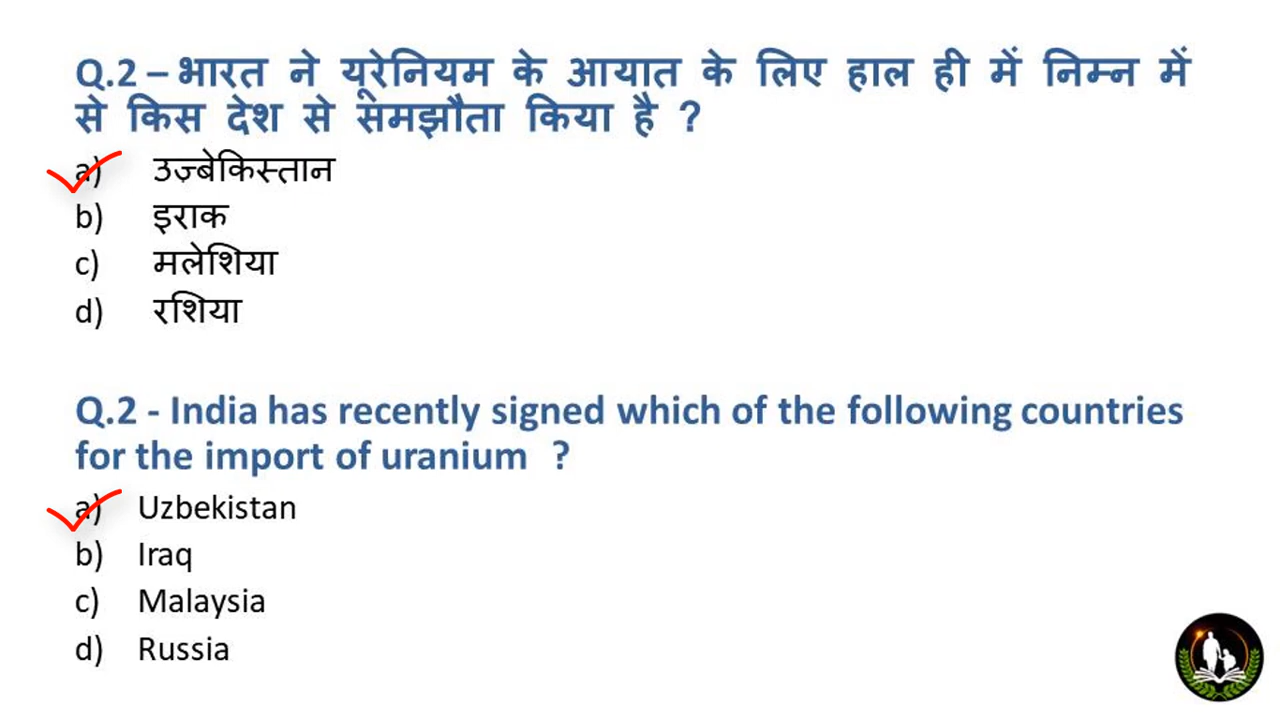 Q.2 – भारत ने यूरेनियम के आयात के लिए हाल ही में निम्न में
से किस देश से समझौता किया है ?
a) उज़्बेकिस्तान
b) इराक
c) मलेशिया
d) रशिया
Q.2 - India has recently signed which of the following countries
for the import of uranium ?
a) Uzbekistan
b) Iraq
c) Malaysia
d) Russia